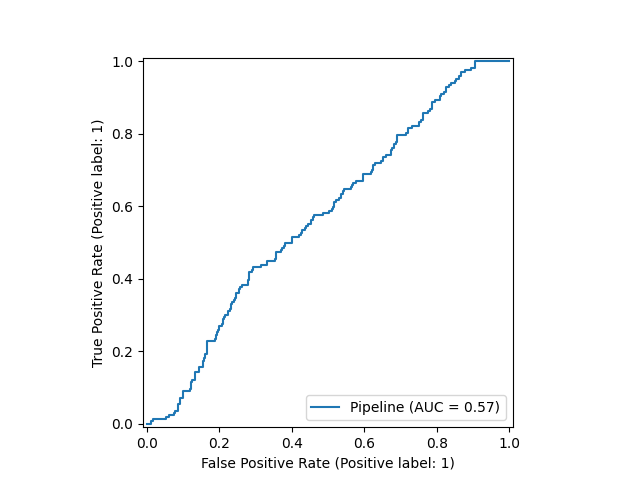 1.0
0.8
0.6
0.4
0.2
0.0
True Positive Rate (Positive label: 1)
Pipeline (AUC = 0.57)
0.0 0.2 0.4 0.6 0.8 1.0
False Positive Rate (Positive label: 1)